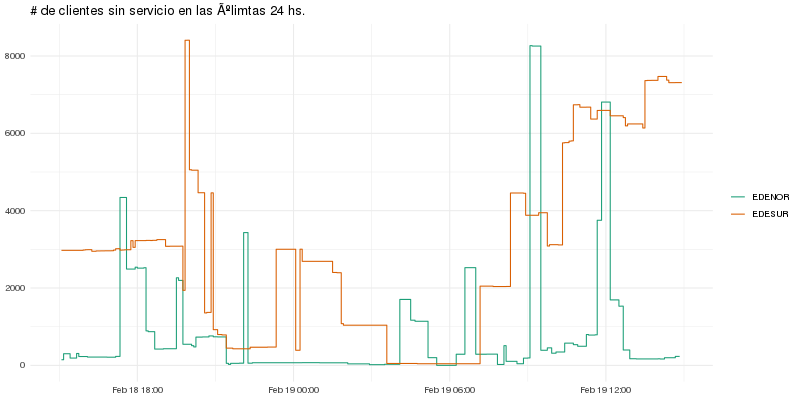 # de clientes sin servicio en las Ãºlimtas 24 hs.
8000
6000
4000
2000
0
Feb 18 18:00
Feb 19 00:00
Feb 19 06:00
Feb 19 12:00
EDENOR
EDESUR